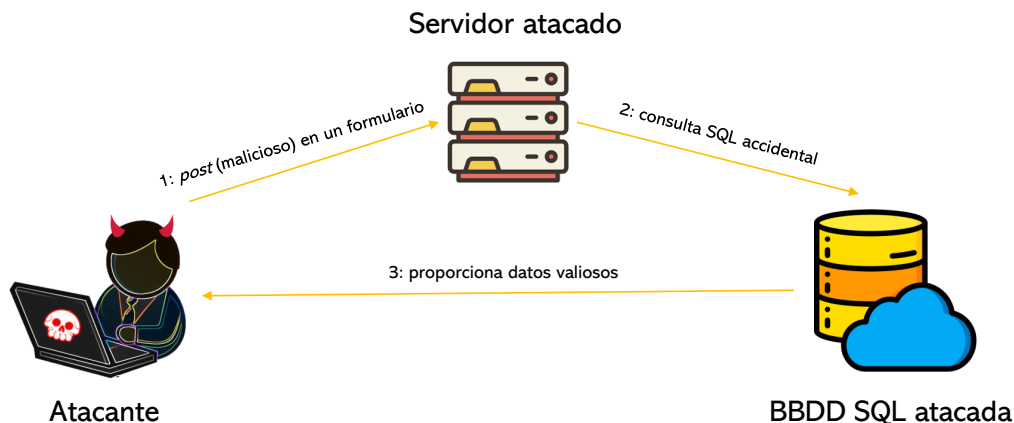 Servidor atacado
1: post (malicioso) en un formulario
2: consulta SQL accidental
3: proporciona datos valiosos
Atacante
BBDD SQL atacada